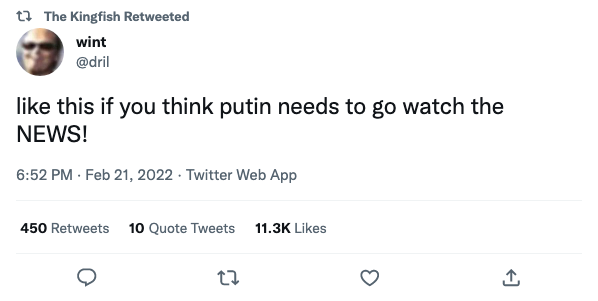 The Kingfish Retweeted
wint
@dril
like this if you think putin needs to go watch the
NEWS!
6:52 PM · Feb 21, 2022 · Twitter Web App
450 Retweets 10 Quote Tweets 11.3K Likes